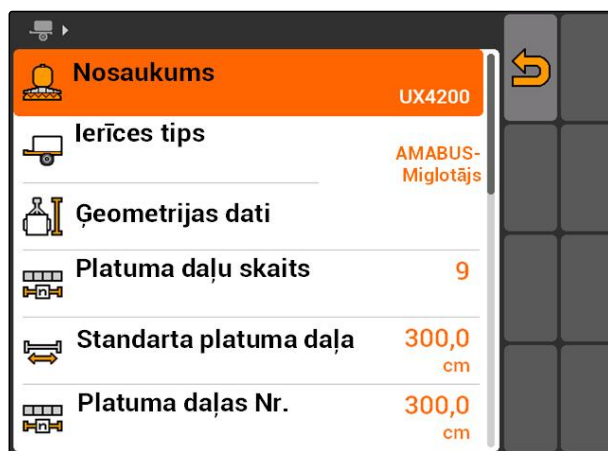 Nosaukums
UX4200
Ierīces tips
AMABUS-
Miglotājs
Ģeometrijas dati
Platuma daļu skaits
9
n
Standarta platuma daļa
300,0
cm
Platuma daļas Nr.
300,0
cm
n